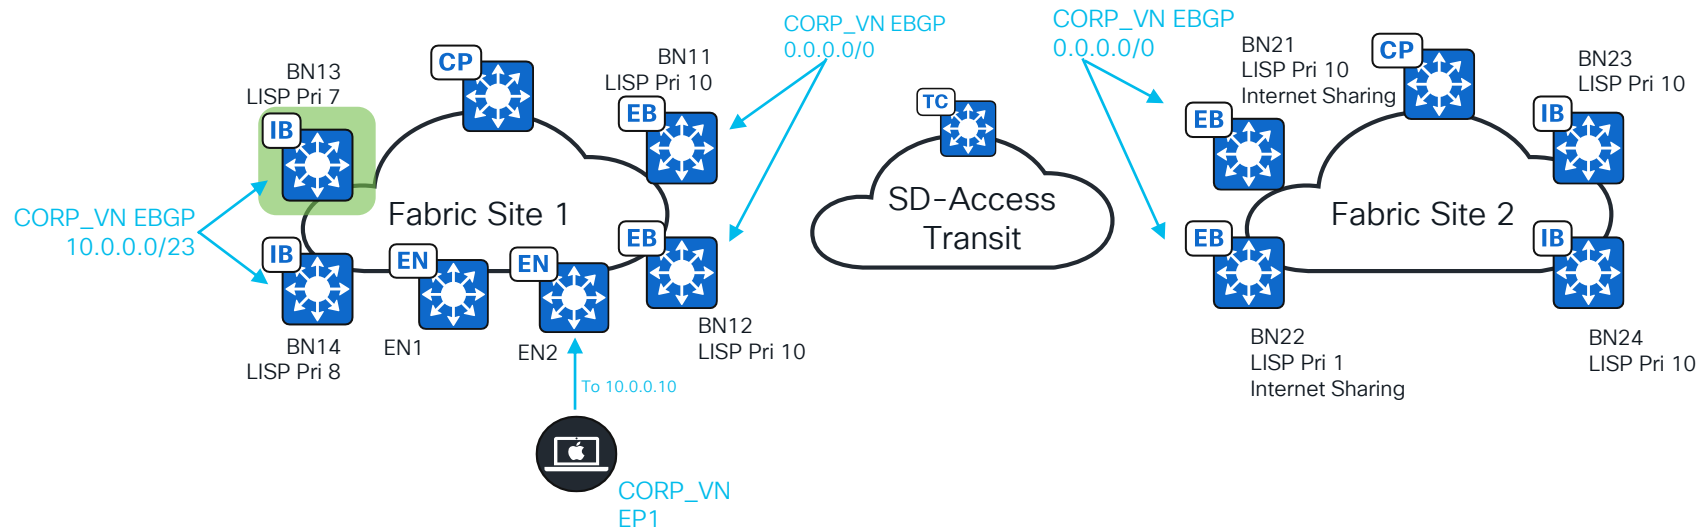 CORP_VN EBGP
0.0.0.0/0
CORP_VN EBGP
0.0.0.0/0
BN13
LISP Pri 7
CP
BN11
LISP Pri 10
BN21
LISP Pri 10
Internet Sharing
CP
BN23
LISP Pri 10
IB
EB
TC
EB
IB
CORP_VN EBGP
10.0.0.0/23
Fabric Site 1
SD-Access
Transit
Fabric Site 2
IB
EN
EN
EB
EB
IB
BN14
LISP Pri 8
EN1
EN2
BN12
LISP Pri 10
BN22
LISP Pri 1
Internet Sharing
BN24
LISP Pri 10
To 10.0.0.10
CORP_VN
EP1